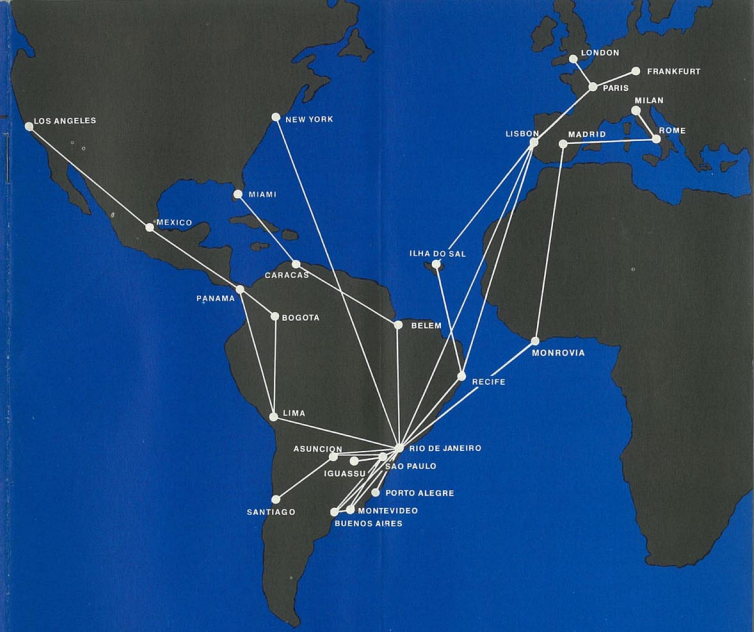 LONDON
FRANKFURT
PARIS
MILAN
LOS ANGELES
NEW YORK
LISBON
MADRID
ROME
MIAMI
MEXICO
ILHA DO SAL
CARACAS
PANAMA
BOGOTA
BELEM
MONROVIA
RECIFE
LIMA
ASUNCION
RIO DE JANEIRO
SAO PAULO
IGUASSU
PORTO ALEGRE
SANTIAGO
MONTEVIDEO
BUENOS AIRES